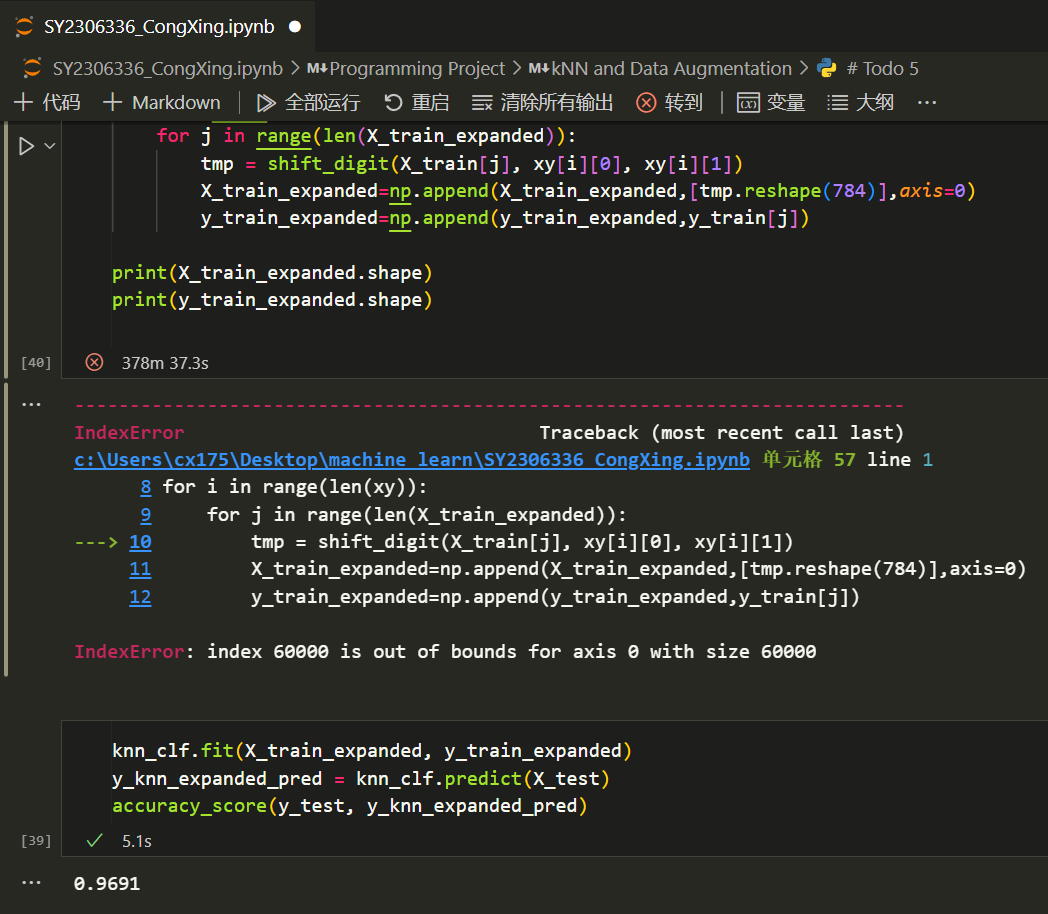 SY2306336_CongXing.ipynb
SY2306336_CongXing.ipynb > M↓Programming Project > M↓kNN and Data Augmentation > # Todo 5
+ 代码 + Markdown | 全部运行 重启 清除所有输出 转到 | 变量 大纲 ···
for j in range(len(X_train_expanded)):
tmp = shift_digit(X_train[j], xy[i][0], xy[i][1])
X_train_expanded=np.append(X_train_expanded,[tmp.reshape(784)],axis=0)
y_train_expanded=np.append(y_train_expanded,y_train[j])
print(X_train_expanded.shape)
print(y_train_expanded.shape)
[40] 378m 37.3s
··· ---------------------------------------------------------------------------
IndexError Traceback (most recent call last)
c:\Users\cx175\Desktop\machine_learn\SY2306336_CongXing.ipynb 单元格 57 line 1
8 for i in range(len(xy)):
9 for j in range(len(X_train_expanded)):
---> 10 tmp = shift_digit(X_train[j], xy[i][0], xy[i][1])
11 X_train_expanded=np.append(X_train_expanded,[tmp.reshape(784)],axis=0)
12 y_train_expanded=np.append(y_train_expanded,y_train[j])
IndexError: index 60000 is out of bounds for axis 0 with size 60000
knn_clf.fit(X_train_expanded, y_train_expanded)
y_knn_expanded_pred = knn_clf.predict(X_test)
accuracy_score(y_test, y_knn_expanded_pred)
[39] 5.1s
··· 0.9691